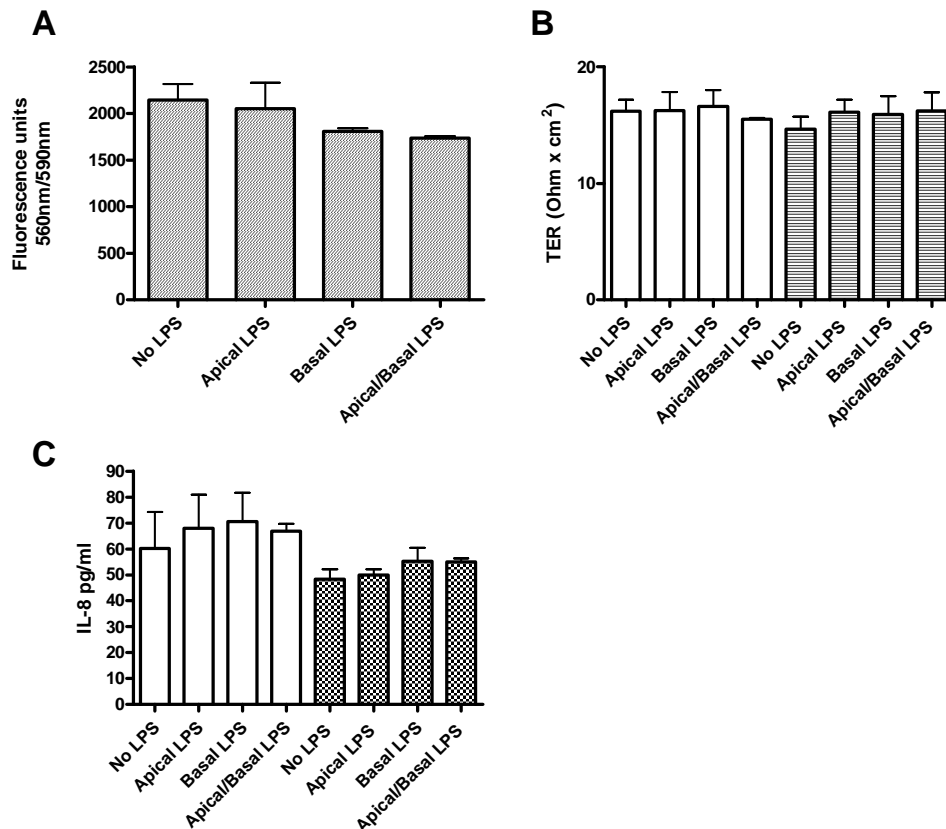 A
Fluorescence units
560nm/590nm
2500
2000
1500
1000
500
0
No LPS
Apical LPS
Basal LPS
Apical/Basal LPS
B
TER (Ohm x cm²)
20
10
0
No LPS
Apical LPS
Basal LPS
Apical/Basal LPS
No LPS
Apical LPS
Basal LPS
Apical/Basal LPS
C
IL-8 pg/ml
90
80
70
60
50
40
30
20
10
0
No LPS
Apical LPS
Basal LPS
Apical/Basal LPS
No LPS
Apical LPS
Basal LPS
Apical/Basal LPS